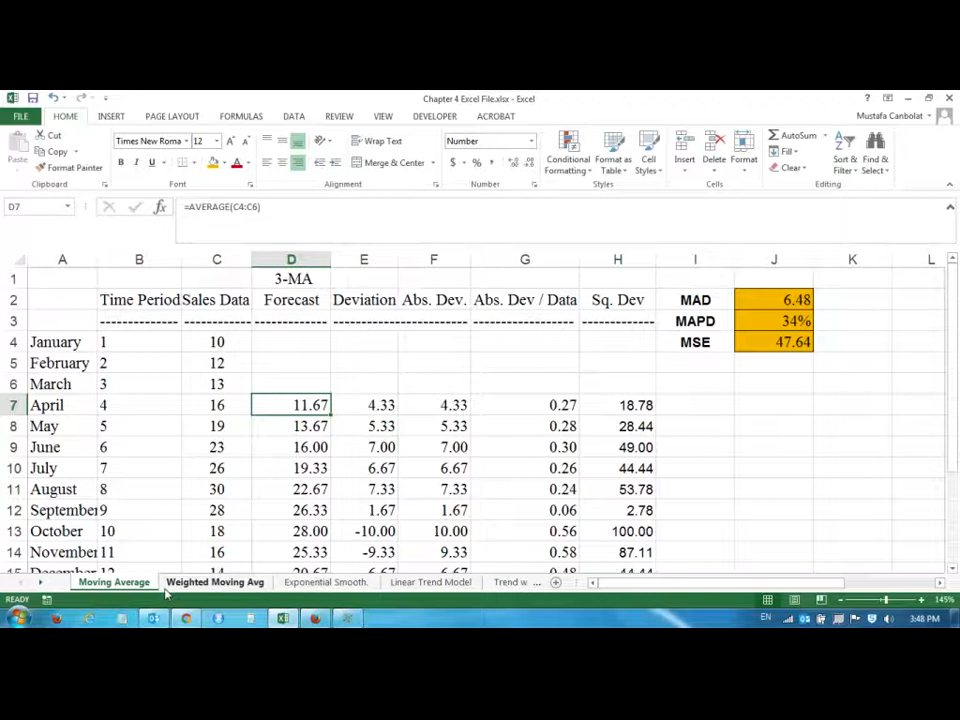 Chapter 4 Excel File.xlsx - Excel
FILE HOME INSERT PAGE LAYOUT FORMULAS DATA REVIEW VIEW DEVELOPER ACROBAT Mustafa Canbolat
Paste Cut Copy Format Painter
Times New Roma 12
Wrap Text
Merge & Center
Number
Conditional Formatting Format as Table Cell Styles
Insert Delete Format
AutoSum Fill Clear
Sort & Filter Find & Select
Clipboard Font Alignment Number Styles Cells Editing
D7 =AVERAGE(C4:C6)
A B C D E F G H I J K L
1 3-MA
2 Time Period Sales Data Forecast Deviation Abs. Dev. Abs. Dev / Data Sq. Dev MAD 6.48
3 -------------- ------------- ------------- ------------------------ ------------------- ------------- MAPD 34%
4 January 1 10 MSE 47.64
5 February 2 12
6 March 3 13
7 April 4 16 11.67 4.33 4.33 0.27 18.78
8 May 5 19 13.67 5.33 5.33 0.28 28.44
9 June 6 23 16.00 7.00 7.00 0.30 49.00
10 July 7 26 19.33 6.67 6.67 0.26 44.44
11 August 8 30 22.67 7.33 7.33 0.24 53.78
12 September 9 28 26.33 1.67 1.67 0.06 2.78
13 October 10 18 28.00 -10.00 10.00 0.56 100.00
14 November 11 16 25.33 -9.33 9.33 0.58 87.11
15 December 12 14 20.67 -6.67 6.67 0.48 44.44
Moving Average Weighted Moving Avg Exponential Smooth. Linear Trend Model Trend w ...
READY 145%
EN 3:48 PM